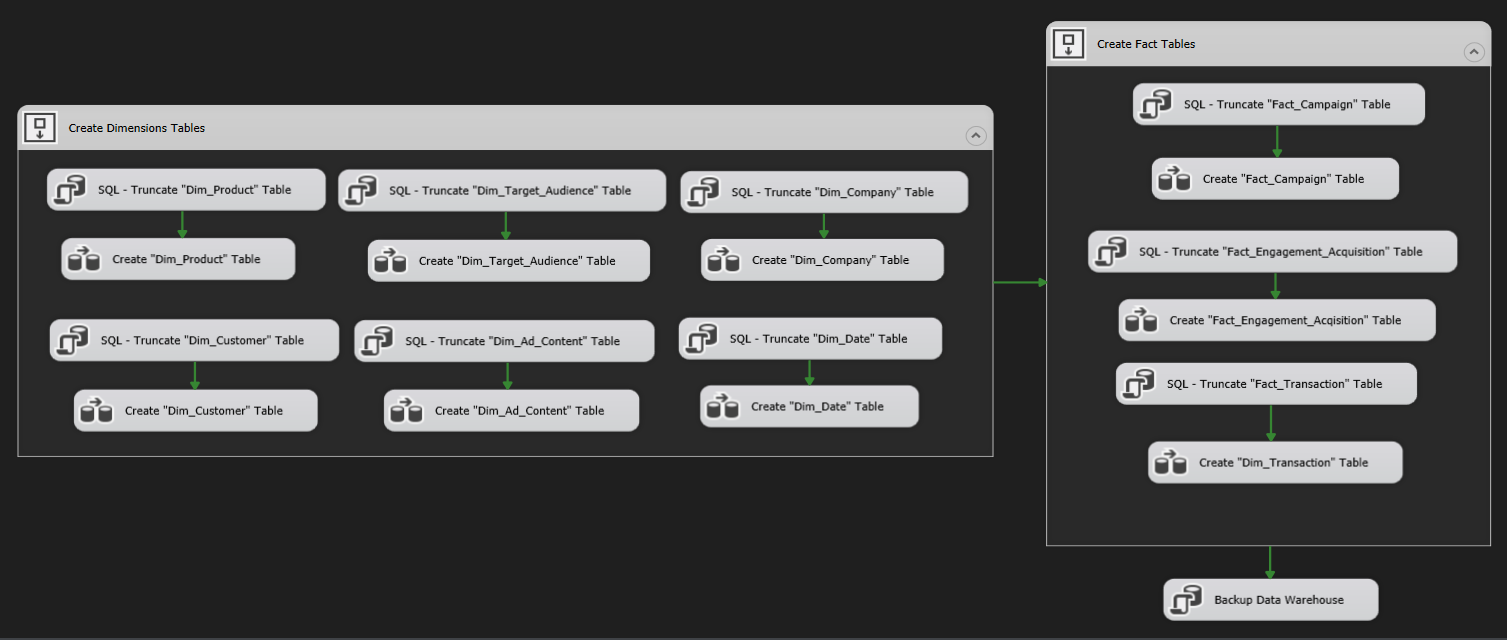 Create Fact Tables
SQL - Truncate "Fact_Campaign" Table
Create "Fact_Campaign" Table
SQL - Truncate "Fact_Engagement_Acquisition" Table
Create "Fact_Engagement_Acqisition" Table
SQL - Truncate "Fact_Transaction" Table
Create "Dim_Transaction" Table
Create Dimensions Tables
SQL - Truncate "Dim_Product" Table
SQL - Truncate "Dim_Target_Audience" Table
SQL - Truncate "Dim_Company" Table
Create "Dim_Product" Table
Create "Dim_Target_Audience" Table
Create "Dim_Company" Table
SQL - Truncate "Dim_Customer" Table
SQL - Truncate "Dim_Ad_Content" Table
SQL - Truncate "Dim_Date" Table
Create "Dim_Customer" Table
Create "Dim_Ad_Content" Table
Create "Dim_Date" Table
Backup Data Warehouse